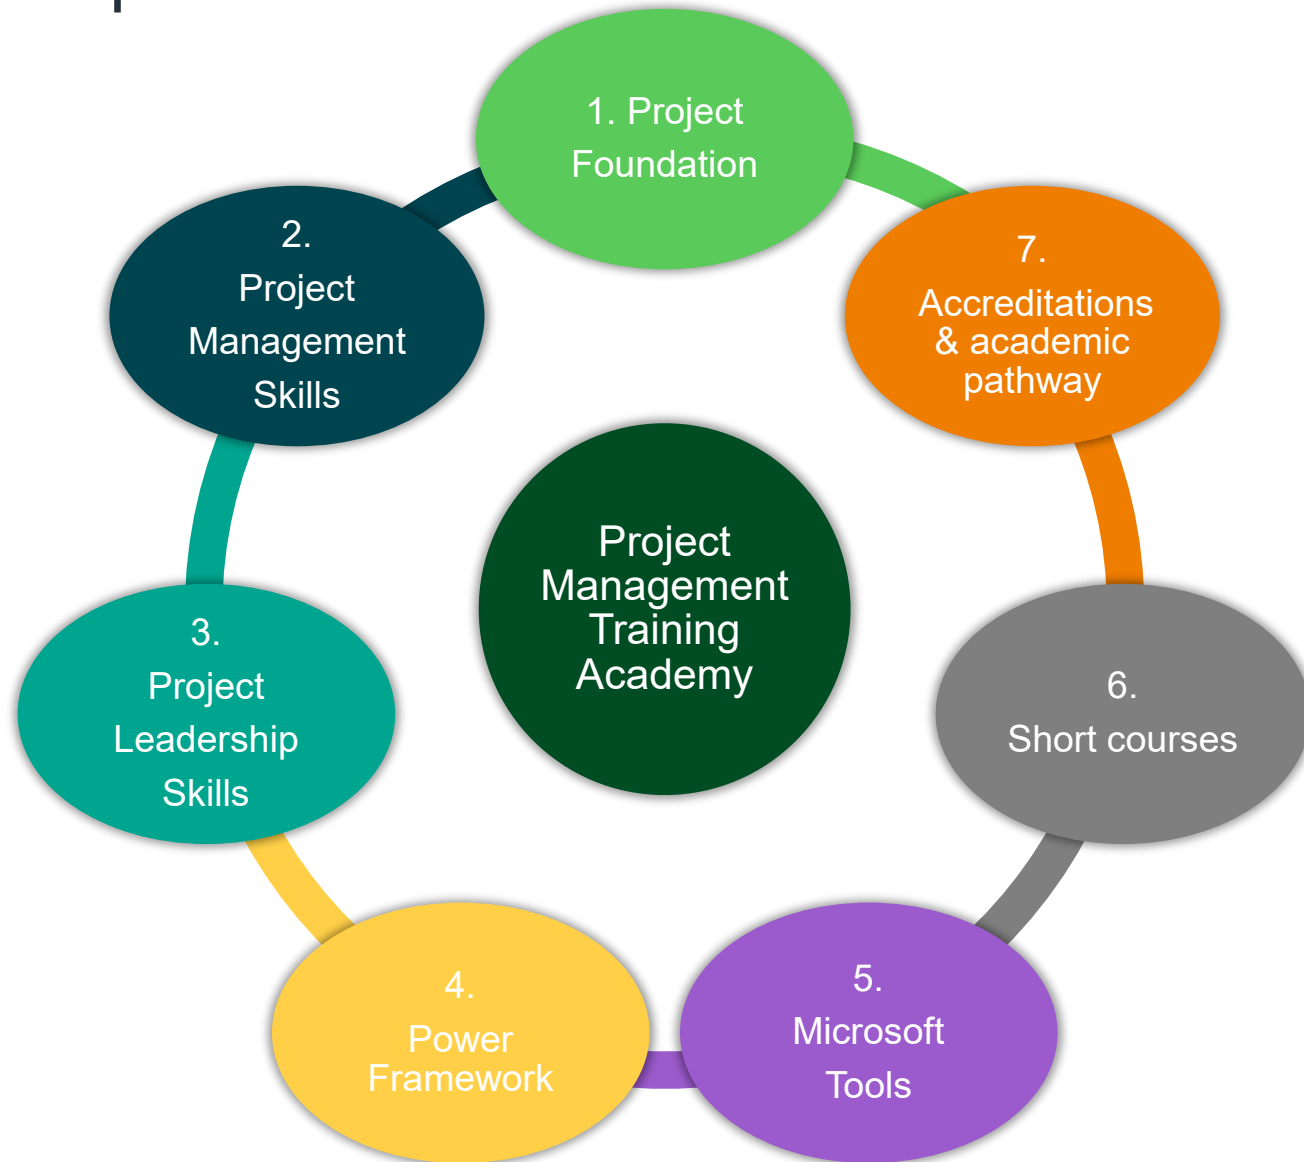 1. Project
Foundation
2.
Project
Management
Skills
3.
Project
Leadership
Skills
4.
Power
Framework
5.
Microsoft
Tools
6.
Short courses
7.
Accreditations
& academic
pathway
Project
Management
Training
Academy